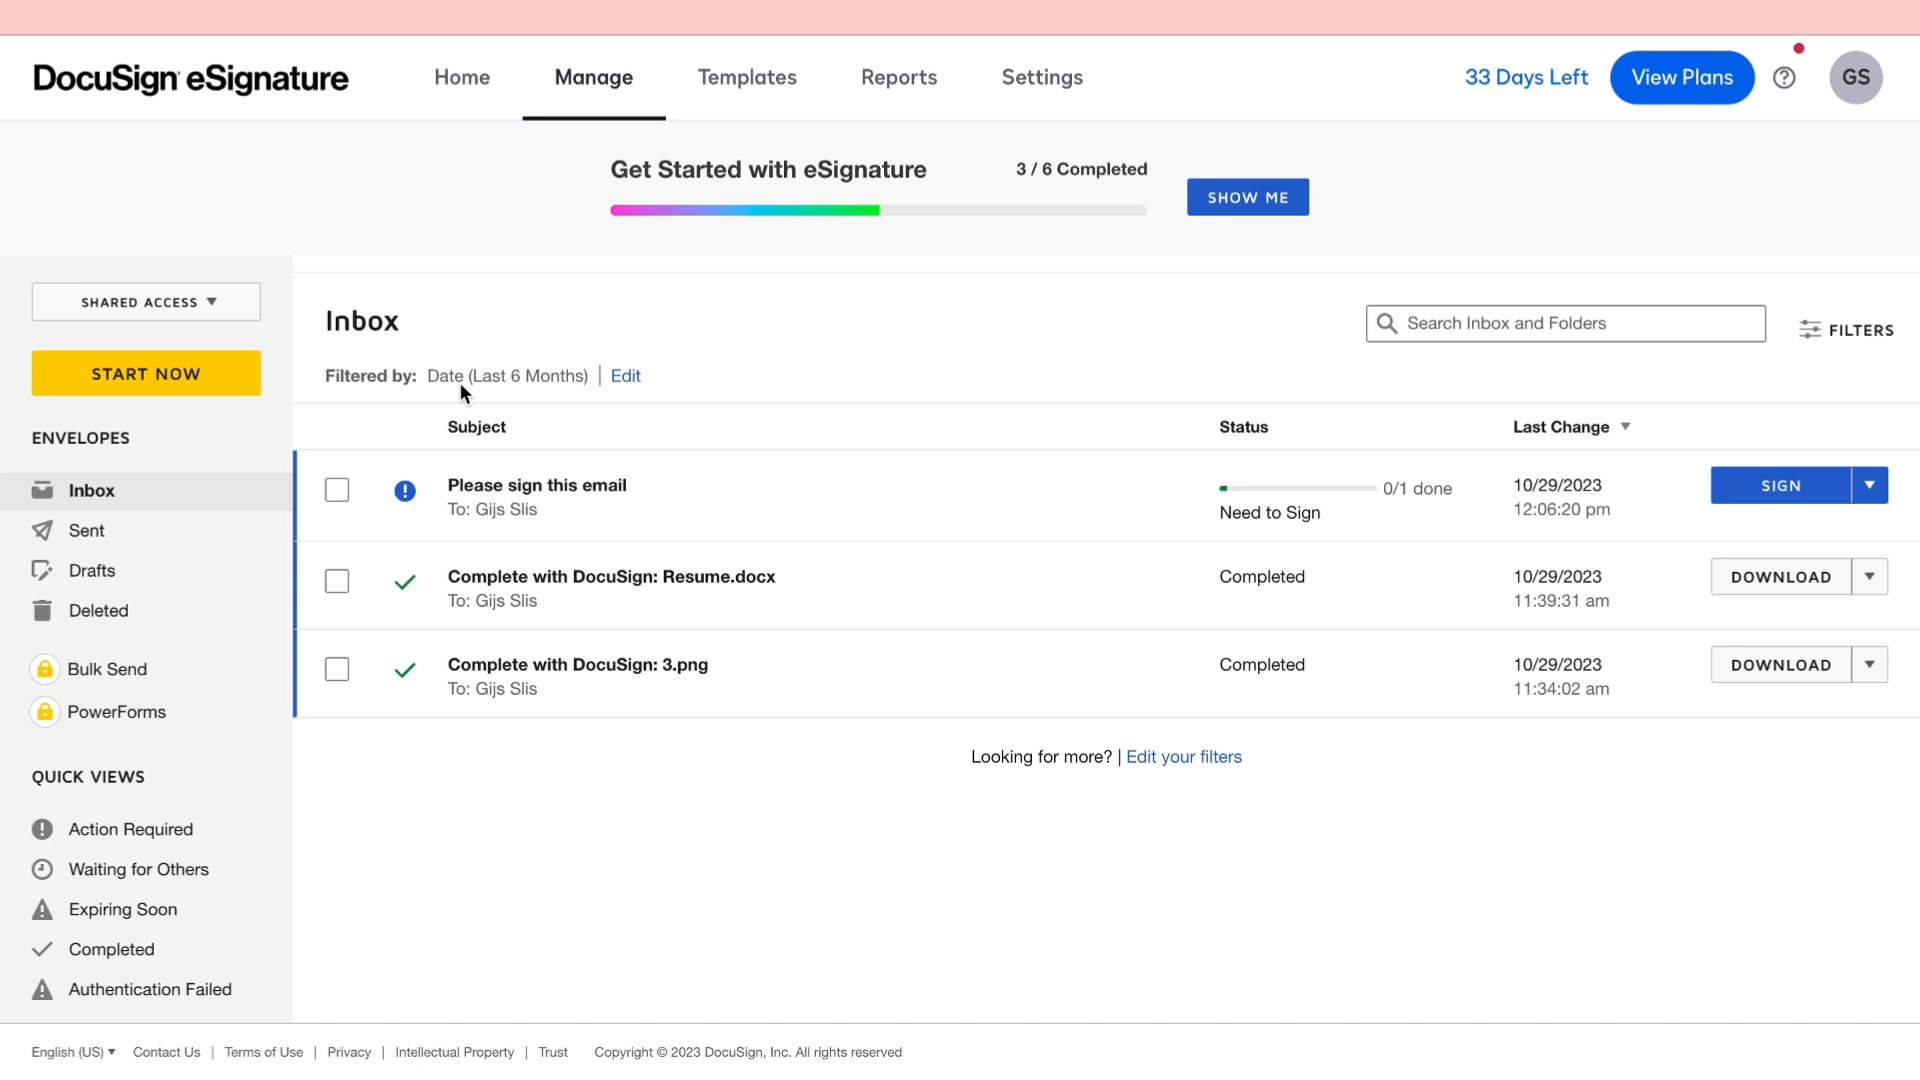 DocuSign eSignature
Home
Manage
Templates
Reports
Settings
33 Days Left
View Plans
GS
Get Started with eSignature
3 / 6 Completed
SHOW ME
SHARED ACCESS
START NOW
ENVELOPES
Inbox
Sent
Drafts
Deleted
Bulk Send
PowerForms
QUICK VIEWS
Action Required
Waiting for Others
Expiring Soon
Completed
Authentication Failed
Inbox
Search Inbox and Folders
FILTERS
Filtered by: Date (Last 6 Months) | Edit
Subject
Status
Last Change
Please sign this email
To: Gijs Slis
0/1 done
Need to Sign
10/29/2023
12:06:20 pm
SIGN
Complete with DocuSign: Resume.docx
To: Gijs Slis
Completed
10/29/2023
11:39:31 am
DOWNLOAD
Complete with DocuSign: 3.png
To: Gijs Slis
Completed
10/29/2023
11:34:02 am
DOWNLOAD
Looking for more? | Edit your filters
English (US) Contact Us | Terms of Use | Privacy | Intellectual Property | Trust Copyright © 2023 DocuSign, Inc. All rights reserved